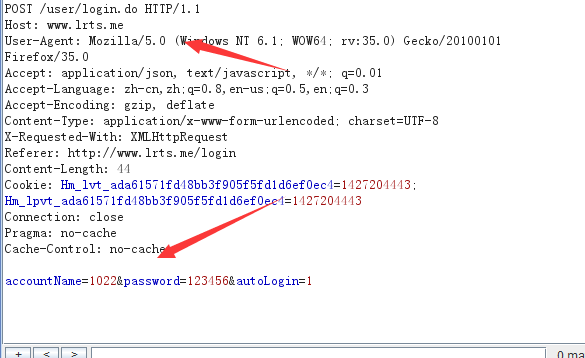 POST /user/login.do HTTP/1.1
Host: www.lrts.me
User-Agent: Mozilla/5.0 (Windows NT 6.1; WOW64; rv:35.0) Gecko/20100101
Firefox/35.0
Accept: application/json, text/javascript, */*; q=0.01
Accept-Language: zh-cn,zh;q=0.8,en-us;q=0.5,en;q=0.3
Accept-Encoding: gzip, deflate
Content-Type: application/x-www-form-urlencoded; charset=UTF-8
X-Requested-With: XMLHttpRequest
Referer: http://www.lrts.me/login
Content-Length: 44
Cookie: Hm_lvt_ada61571fd48bb3f905f5fd1d6ef0ec4=1427204443;
Hm_lpvt_ada61571fd48bb3f905f5fd1d6ef0ec4=1427204443
Connection: close
Pragma: no-cache
Cache-Control: no-cache
accountName=1022&password=123456&autoLogin=1
+ < > 0 ma